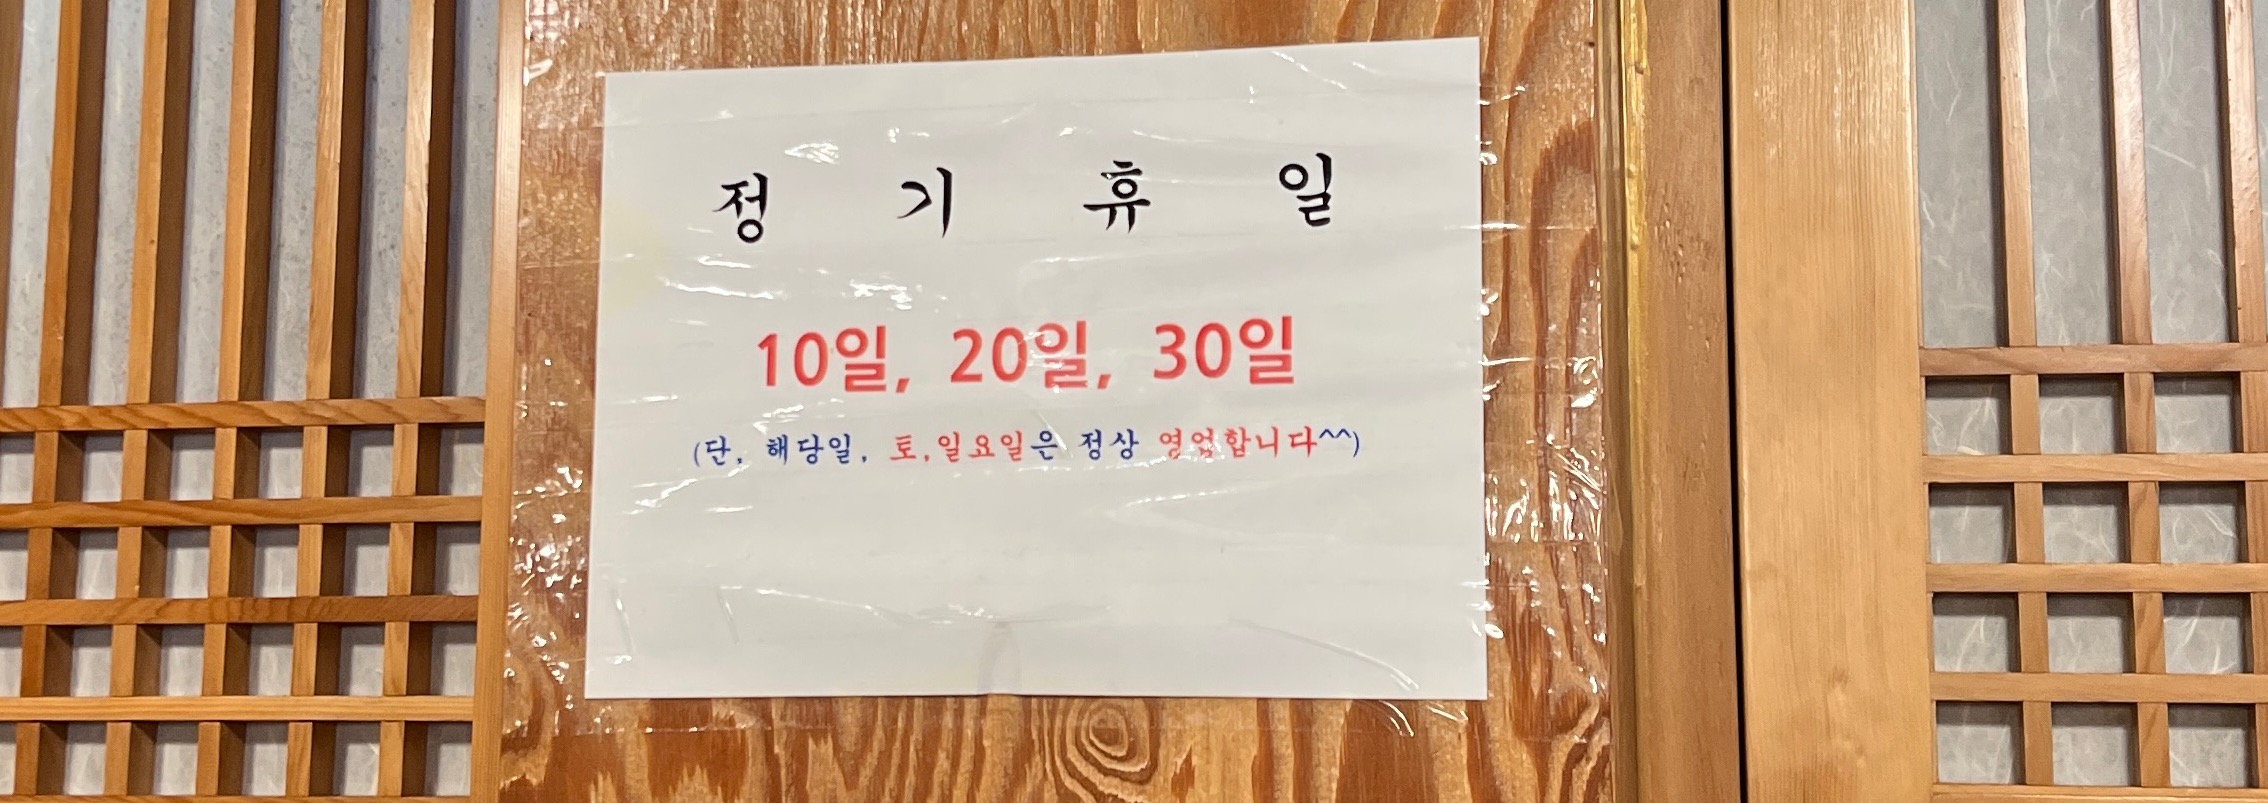 정 기 휴 일
10일, 20일, 30일
(단, 해당일, 토,일요일은 정상 영업합니다^^)